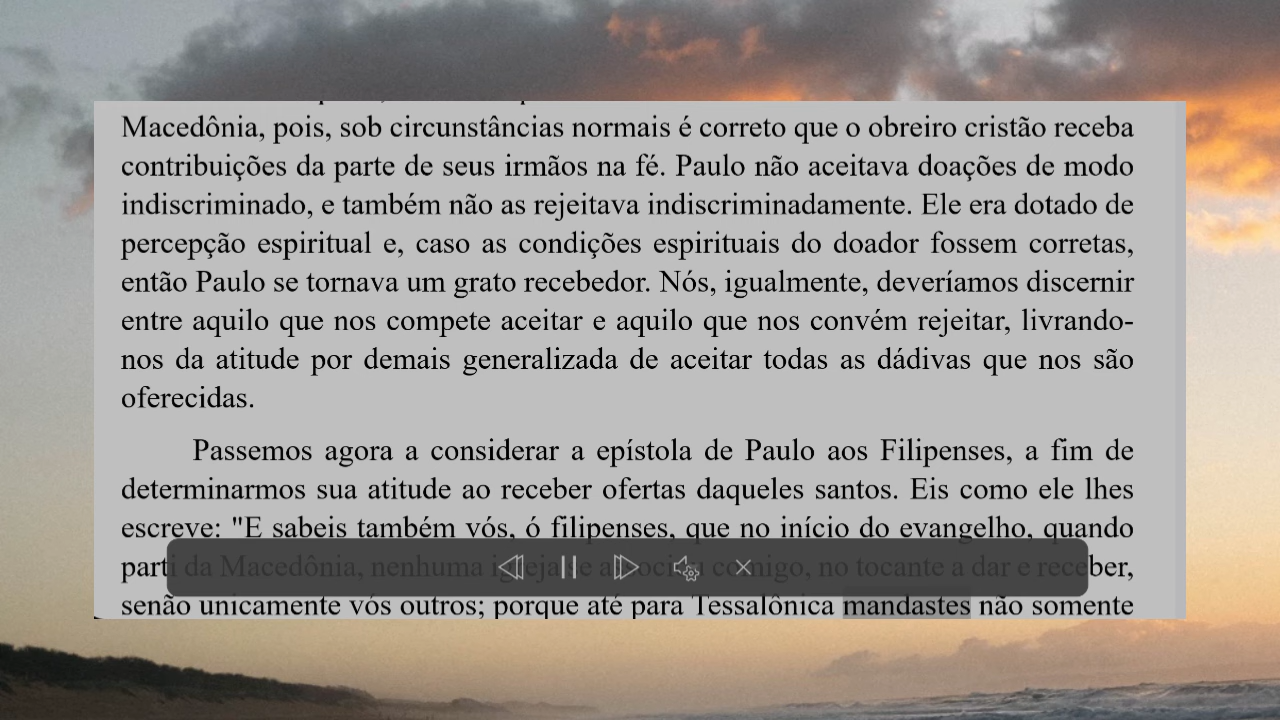 Macedônia, pois, sob circunstâncias normais é correto que o obreiro cristão receba
contribuições da parte de seus irmãos na fé. Paulo não aceitava doações de modo
indiscriminado, e também não as rejeitava indiscriminadamente. Ele era dotado de
percepção espiritual e, caso as condições espirituais do doador fossem corretas,
então Paulo se tornava um grato recebedor. Nós, igualmente, deveríamos discernir
entre aquilo que nos compete aceitar e aquilo que nos convém rejeitar, livrando-
nos da atitude por demais generalizada de aceitar todas as dádivas que nos são
oferecidas.
Passemos agora a considerar a epístola de Paulo aos Filipenses, a fim de
determinarmos sua atitude ao receber ofertas daqueles santos. Eis como ele lhes
escreve: "E sabeis também vós, ó filipenses, que no início do evangelho, quando
parti da Macedônia, nenhuma igreja se associou comigo, no tocante a dar e receber,
senão unicamente vós outros; porque até para Tessalônica mandastes não somente